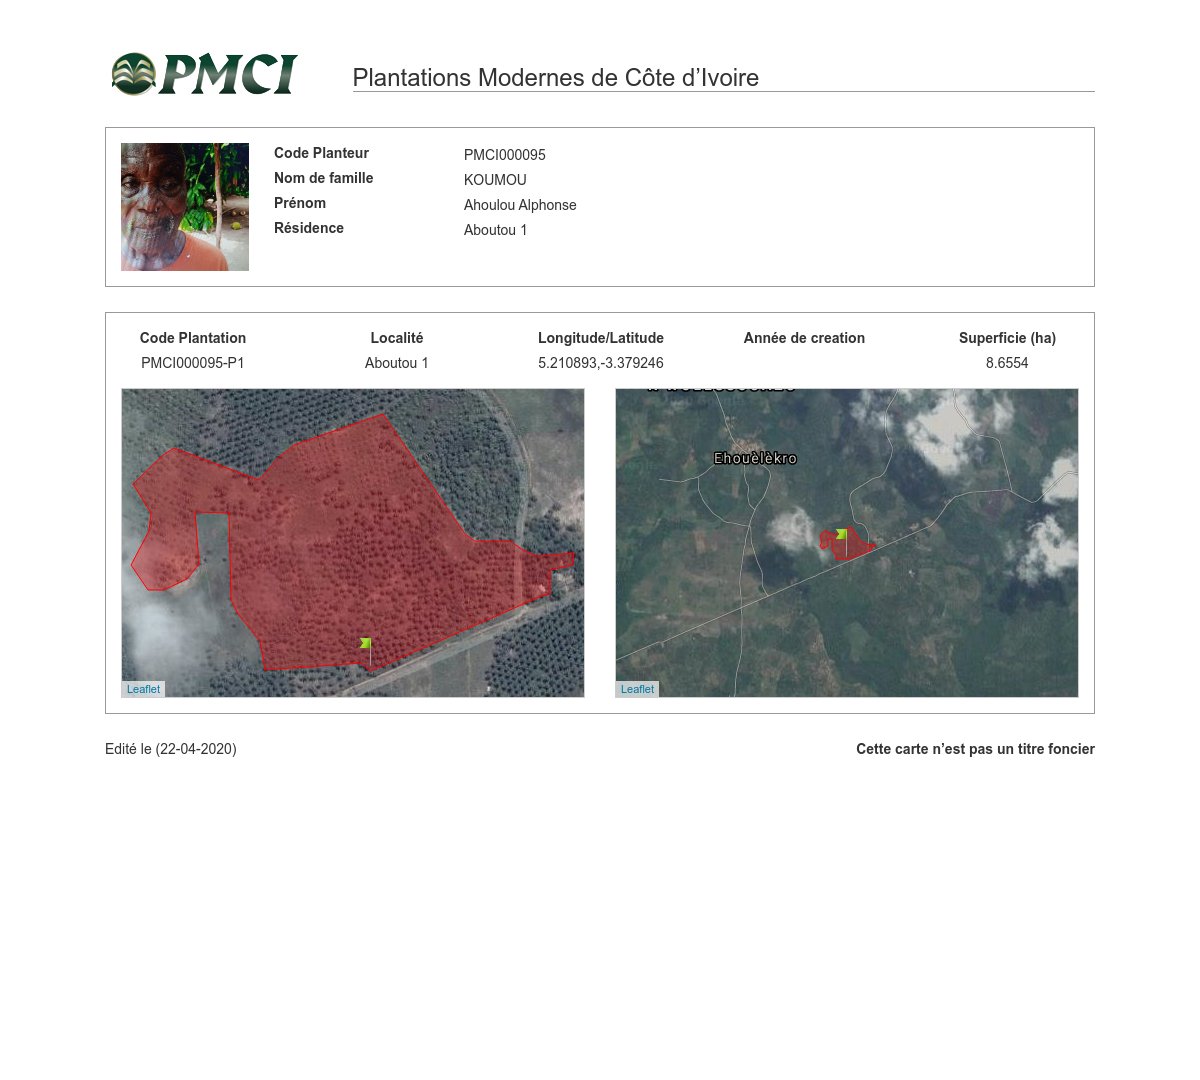 PMCI
Plantations Modernes de Côte d’Ivoire
Code Planteur PMCI000095
Nom de famille KOUMOU
Prénom Ahoulou Alphonse
Résidence Aboutou 1
Code Plantation Localité Longitude/Latitude Année de creation Superficie (ha)
PMCI000095-P1 Aboutou 1 5.210893,-3.379246 8.6554
Ehouèlèkro
Leaflet Leaflet
Edité le (22-04-2020) Cette carte n’est pas un titre foncier